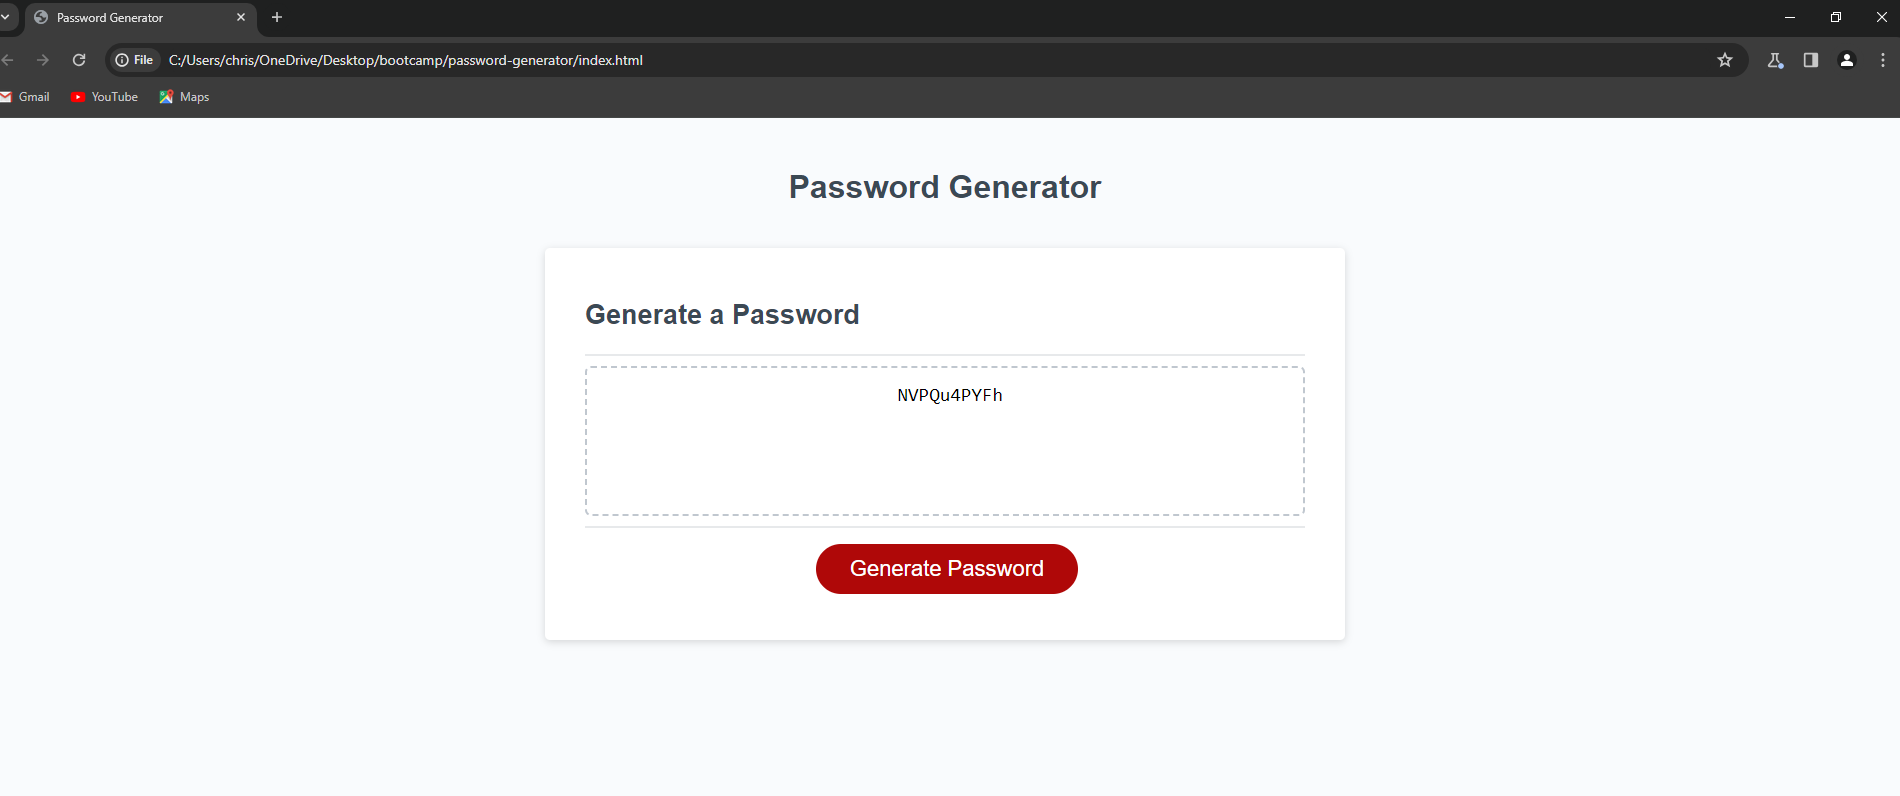 Password Generator
File C:/Users/chris/OneDrive/Desktop/bootcamp/password-generator/index.html
Gmail YouTube Maps
Password Generator
Generate a Password
NVPQu4PYFh
Generate Password